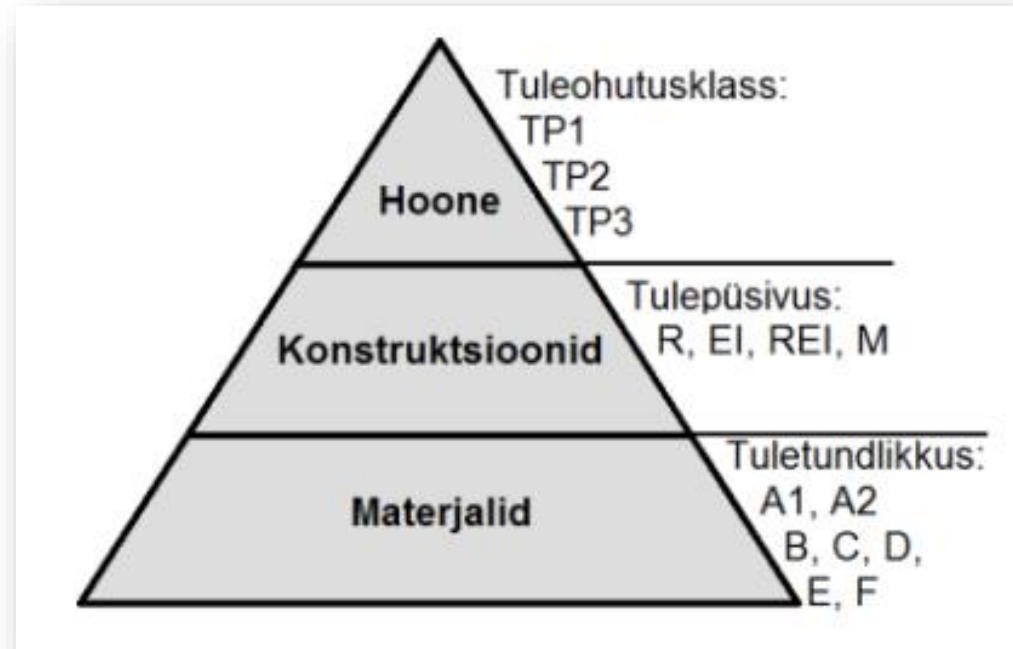 Tuleohutusklass:
TP1
TP2
Hoone
TP3
Tulepüsivus:
R, EI, REI, M
Konstruktsioonid
Tuletundlikkus:
A1, A2
Materjalid
B, C, D,
E, F